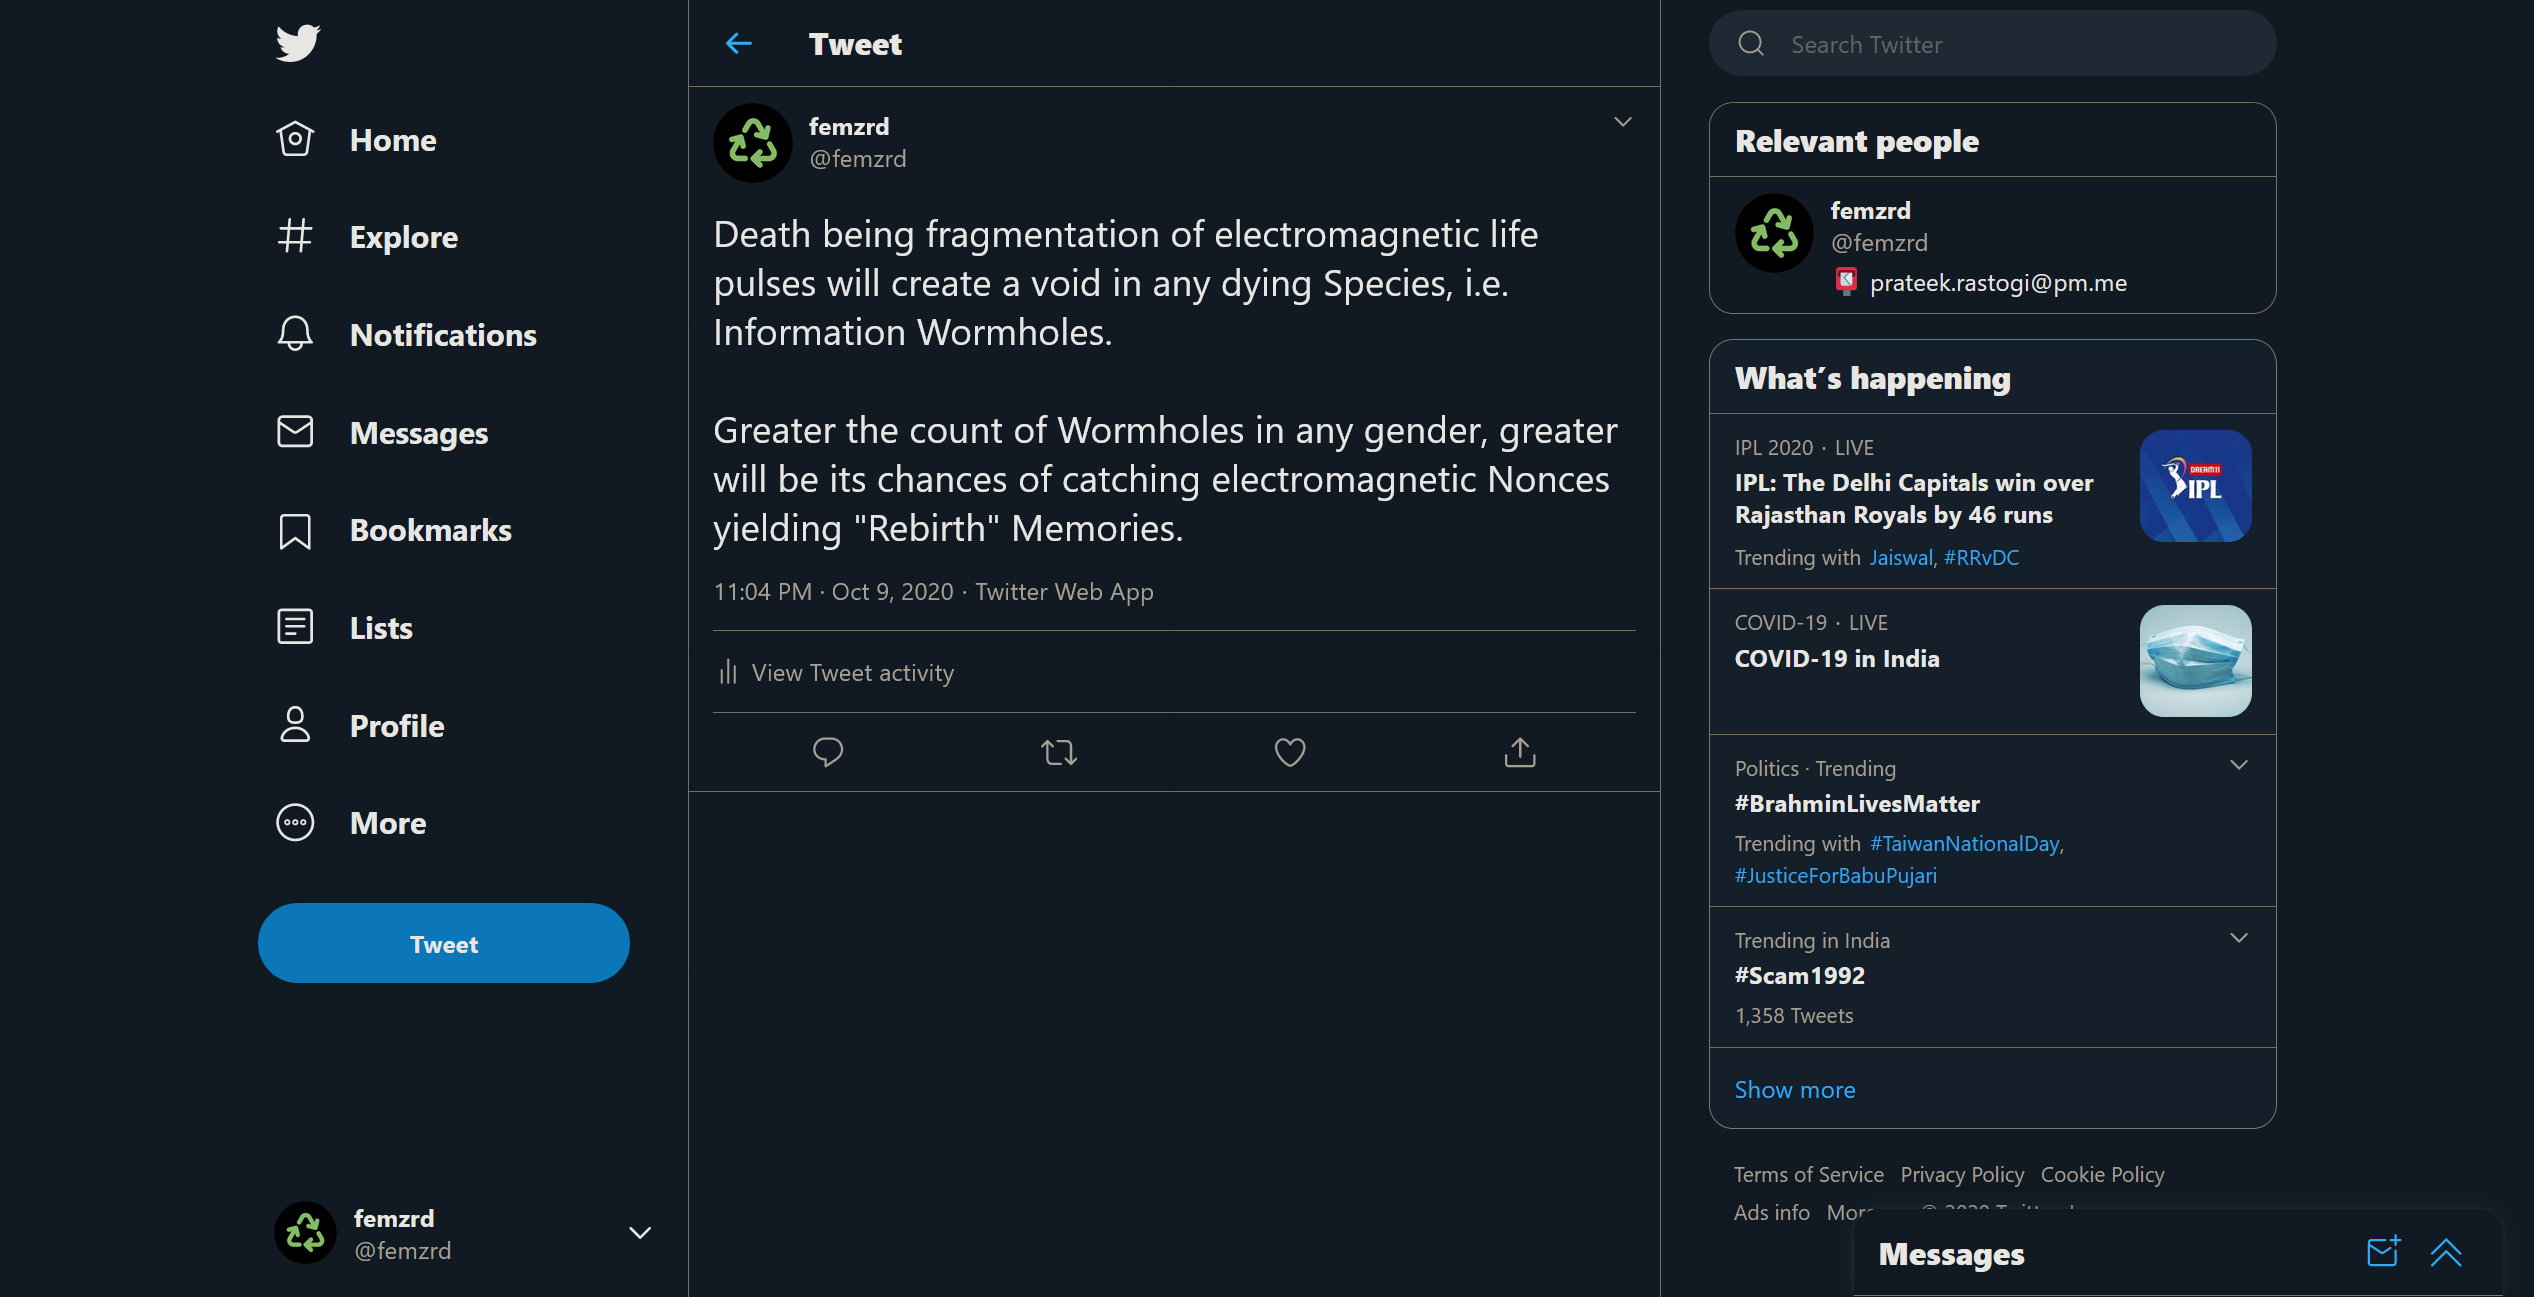 Home
Explore
Notifications
Messages
Bookmarks
Lists
Profile
More
Tweet
femzrd
@femzrd
Tweet
femzrd
@femzrd
Death being fragmentation of electromagnetic life
pulses will create a void in any dying Species, i.e.
Information Wormholes.
Greater the count of Wormholes in any gender, greater
will be its chances of catching electromagnetic Nonces
yielding "Rebirth" Memories.
11:04 PM · Oct 9, 2020 · Twitter Web App
View Tweet activity
Search Twitter
Relevant people
femzrd
@femzrd
prateek.rastogi@pm.me
What's happening
IPL 2020 · LIVE
IPL: The Delhi Capitals win over
Rajasthan Royals by 46 runs
Trending with Jaiswal, #RRvDC
DREAM11
IPL
COVID-19 · LIVE
COVID-19 in India
Politics · Trending
#BrahminLivesMatter
Trending with #TaiwanNationalDay,
#JusticeForBabuPujari
Trending in India
#Scam1992
1,358 Tweets
Show more
Terms of Service Privacy Policy Cookie Policy
Ads info
Messages